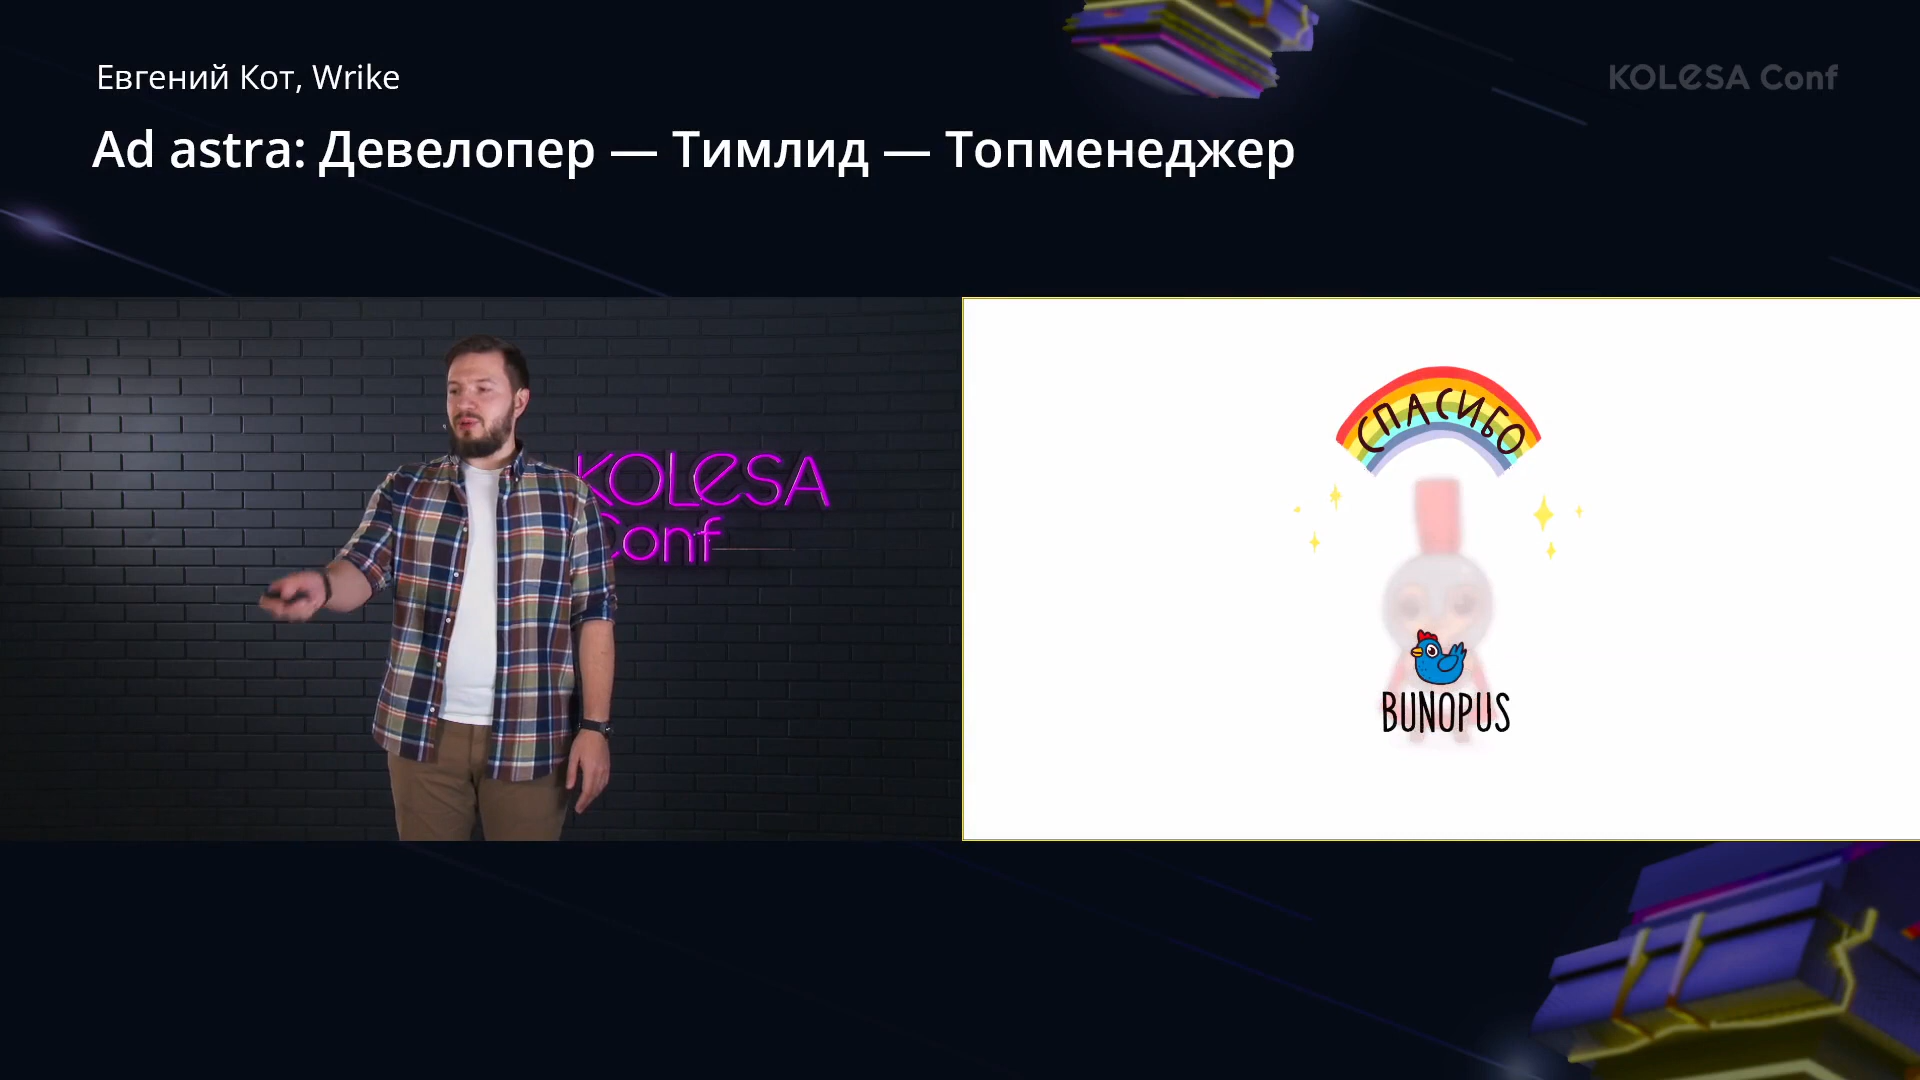 Евгений Кот, Wrike
KOLESA Conf
Ad astra: Девелопер — Тимлид — Топменеджер
KOLESA
Conf
СПАСИБО
BUNOPUS